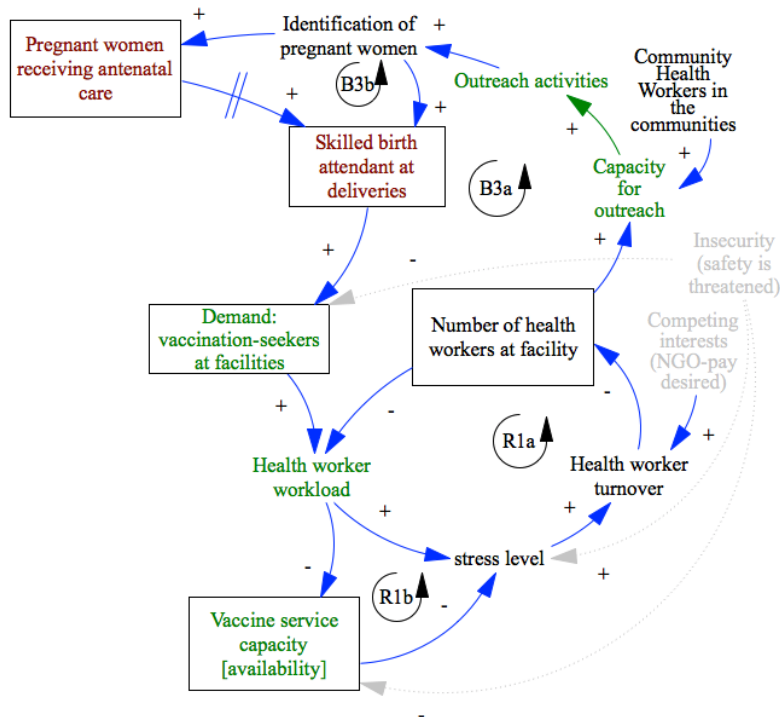 +
Identification of
pregnant women
+
Pregnant women
receiving antenatal
care
Outreach activities
Community
Health
Workers in
the
communities
B3b
+
+
+
+
Skilled birth
attendant at
deliveries
B3a
Capacity
for
outreach
+
+
-
+
Insecurity
(safety is
threatened)
Demand:
vaccination-seekers
at facilities
Number of health
workers at facility
Competing
interests
(NGO-pay
desired)
+
-
-
R1a
+
Health worker
workload
Health worker
turnover
+
+
stress level
-
R1b
-
+
Vaccine service
capacity
[availability]
-